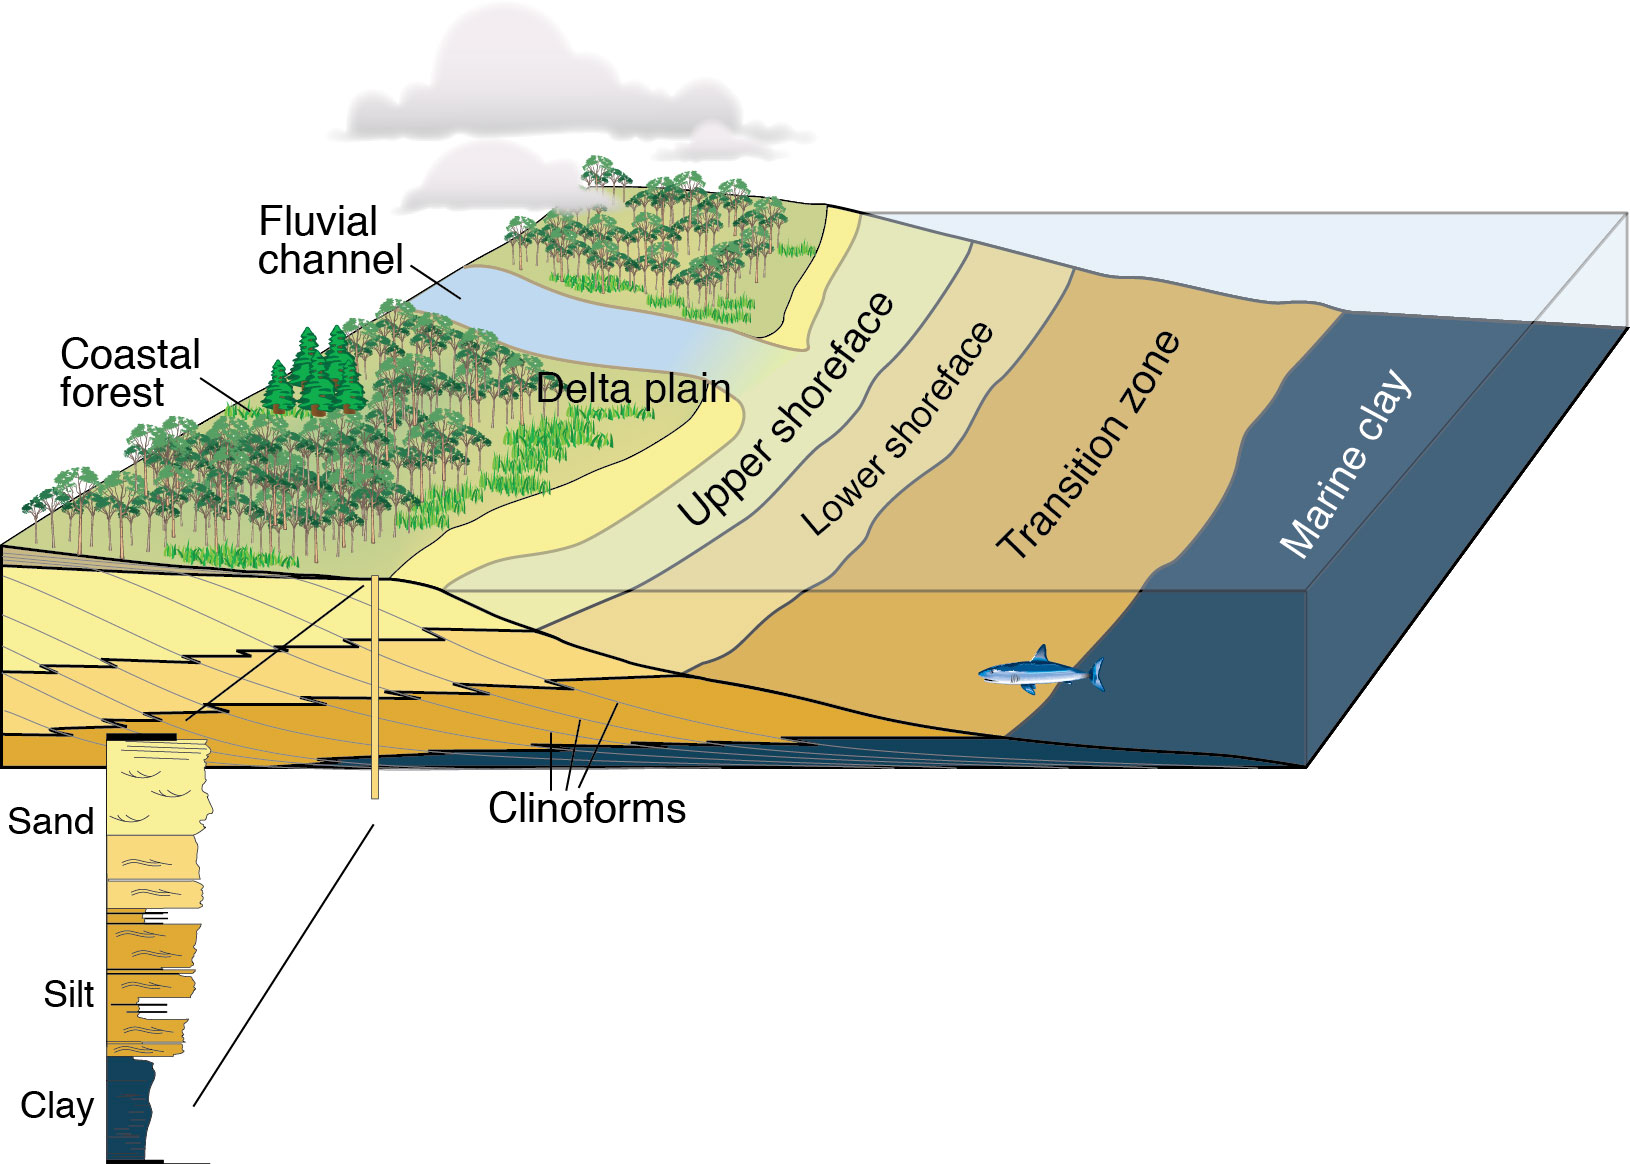 Fluvial
channel
Coastal
forest
Delta plain
Upper shoreface
Lower shoreface
Transition zone
Marine clay
Clinoforms
Sand
Silt
Clay